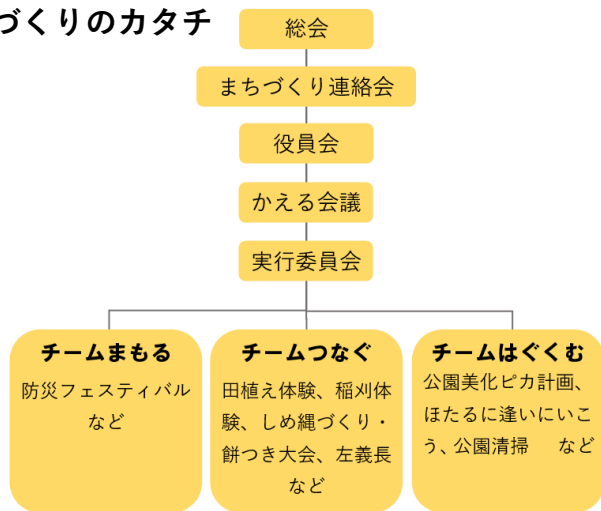 づくりのカタチ
総会
まちづくり連絡会
役員会
かえる会議
実行委員会
チームまもる
防災フェスティバル
など
チームつなぐ
田植え体験、稲刈体
験、しめ縄づくり・
餅つき大会、左義長
など
チームはぐくむ
公園美化ピカ計画、
ほたるに逢いにいこ
う、公園清掃　など